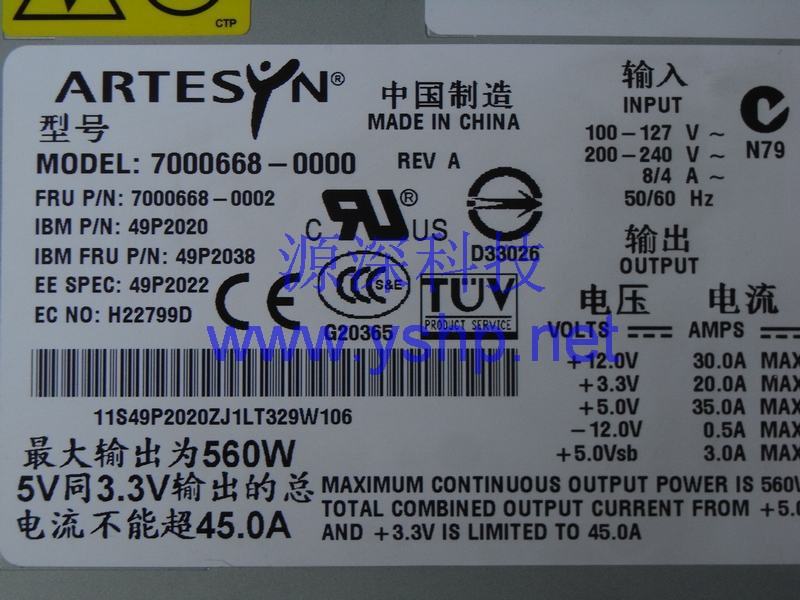 CTP
ARTESYN®
中国制造
MADE IN CHINA
型号
MODEL: 7000668-0000 REV A
FRU P/N: 7000668-0002
IBM P/N: 49P2020
IBM FRU P/N: 49P2038
EE SPEC: 49P2022
EC NO: H22799D
C RU® US
D33026
CE
CCC S&E
G20365
TÜV
PRODUCT SERVICE
输入
INPUT
100-127 V ~
200-240 V ~
8/4 A ~
50/60 Hz
N79
输出
OUTPUT
电压 电流
VOLTS AMPS
+12.0V 30.0A MAX
+3.3V 20.0A MAX
+5.0V 35.0A MAX
-12.0V 0.5A MAX
+5.0Vsb 3.0A MAX
源深科技
www.yshp.net
11S49P2020ZJ1LT329W106
最大输出为560W
5V同3.3V输出的总
电流不能超45.0A
MAXIMUM CONTINUOUS OUTPUT POWER IS 560W
TOTAL COMBINED OUTPUT CURRENT FROM +5.0
AND +3.3V IS LIMITED TO 45.0A